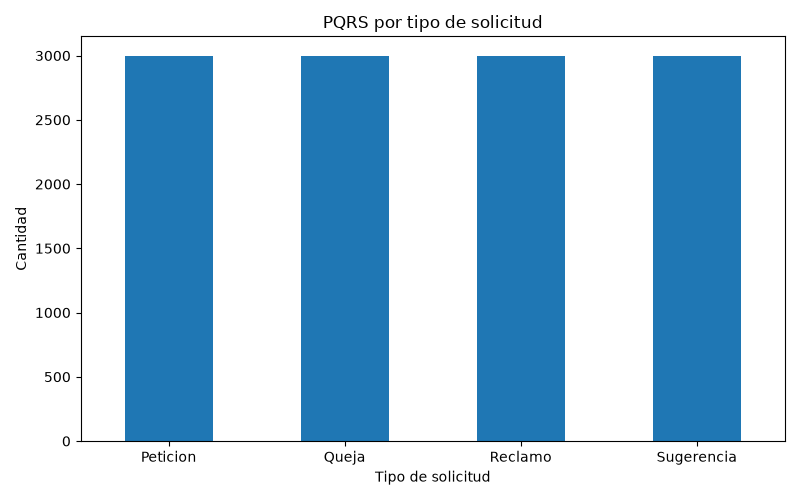 PQRS por tipo de solicitud
3000
2500
2000
1500
1000
500
0
Cantidad
Peticion Queja Reclamo Sugerencia
Tipo de solicitud